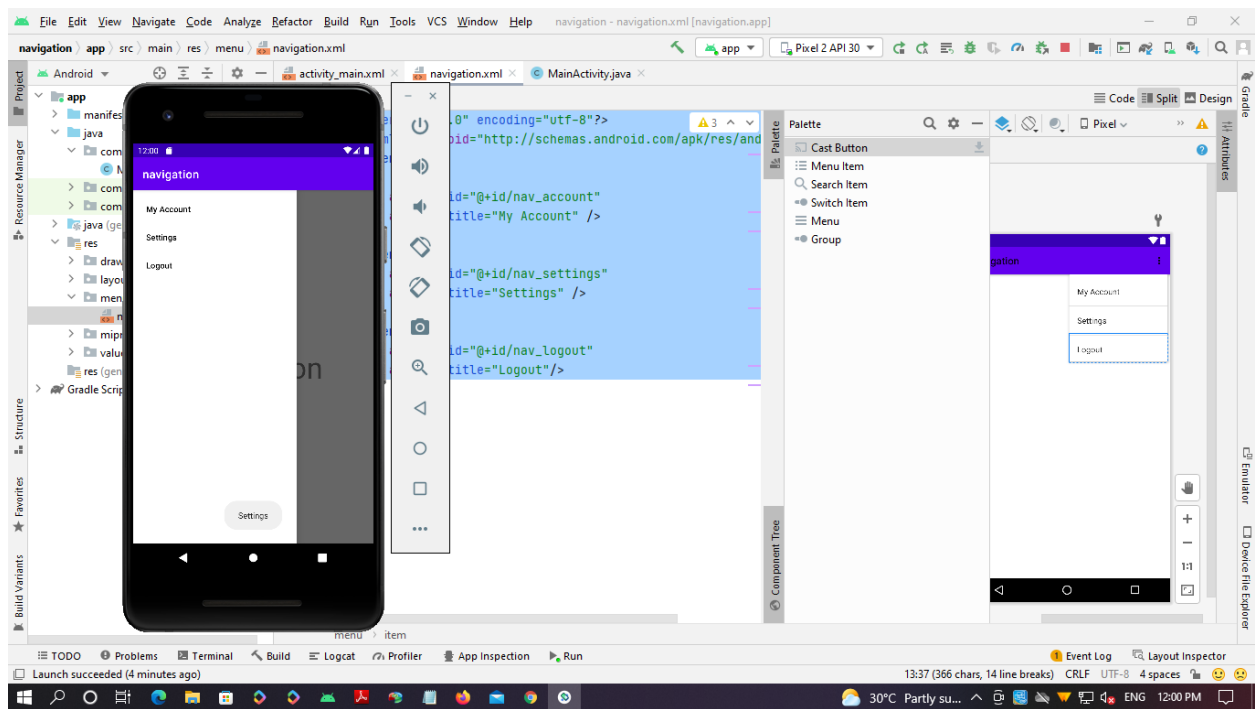 File Edit View Navigate Code Analyze Refactor Build Run Tools VCS Window Help navigation - navigation.xml [navigation.app]
navigation app src main res menu navigation.xml app Pixel 2 API 30
Android activity_main.xml navigation.xml MainActivity.java
Code Split Design
Project
Resource Manager
Structure
Favorites
Build Variants
app
manifes
java
com
com
com
java (ge
res
draw
layou
men
mipr
value
res (gen
Gradle Scrip
12:00
navigation
My Account
Settings
Logout
on
Settings
.0" encoding="utf-8"?>
oid="http://schemas.android.com/apk/res/and
id="@+id/nav_account"
title="My Account" />
id="@+id/nav_settings"
title="Settings" />
id="@+id/nav_logout"
title="Logout"/>
3
Palette
Palette
Cast Button
Menu Item
Search Item
Switch Item
Menu
Group
Component Tree
Pixel
gation
My Account
Settings
Logout
1:1
Gradle
Attributes
Emulator
Device File Explorer
menu item
TODO Problems Terminal Build Logcat Profiler App Inspection Run 1 Event Log Layout Inspector
Launch succeeded (4 minutes ago) 13:37 (366 chars, 14 line breaks) CRLF UTF-8 4 spaces
30°C Partly su... ENG 12:00 PM